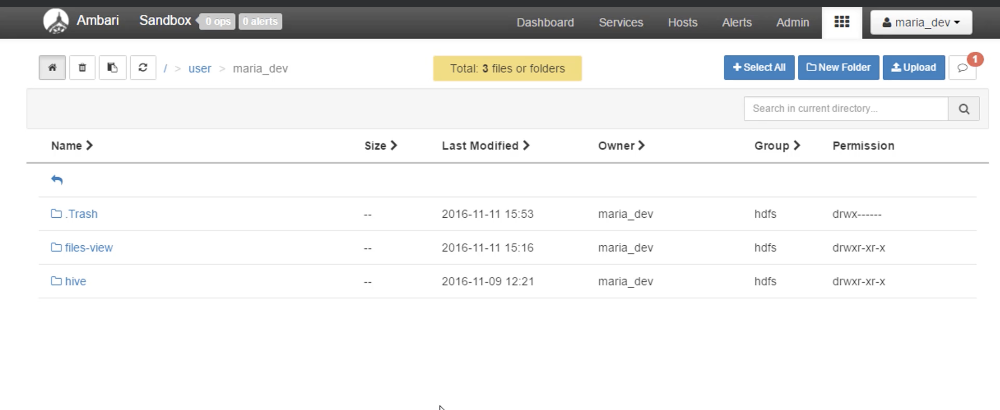 Ambari Sandbox 0 ops 0 alerts Dashboard Services Hosts Alerts Admin maria_dev
/ > user > maria_dev Total: 3 files or folders Select All New Folder Upload 1
Search in current directory...
Name Size Last Modified Owner Group Permission
.Trash -- 2016-11-11 15:53 maria_dev hdfs drwx------
files-view -- 2016-11-11 15:16 maria_dev hdfs drwxr-xr-x
hive -- 2016-11-09 12:21 maria_dev hdfs drwxr-xr-x